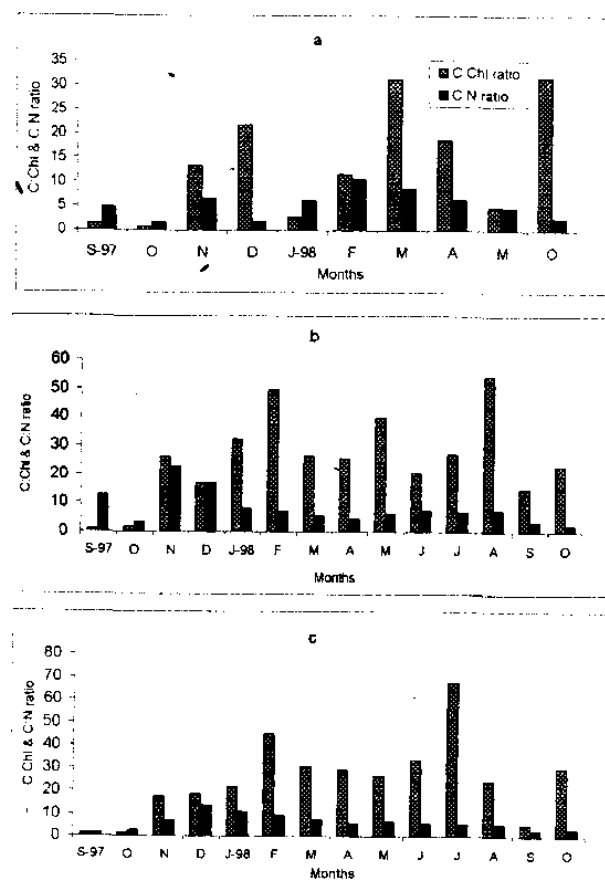 a
C:Chl & C:N ratio
35
30
25
20
15
10
5
0
C Chl ratio
C N ratio
S-97 O N D J-98 F M A M O
Months
b
C:Chl & C:N ratio
60
50
40
30
20
10
0
S-97 O N D J-98 F M A M J J A S O
Months
c
C Chl & C:N ratio
80
70
60
50
40
30
20
10
0
S-97 O N D J-98 F M A M J J A S O
Months